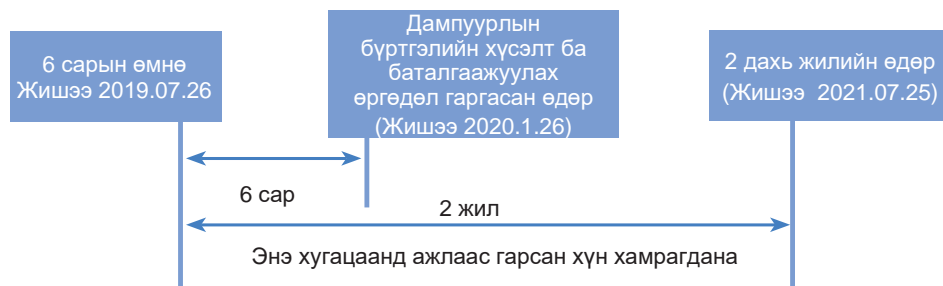 6 сарын өмнө
Жишээ 2019.07.26
Дампуурлын
бүртгэлийн хүсэлт ба
баталгаажуулах
өргөдөл гаргасан өдөр
(Жишээ 2020.1.26)
2 дахь жилийн өдөр
(Жишээ 2021.07.25)
6 сар
2 жил
Энэ хугацаанд ажлаас гарсан хүн хамрагдана